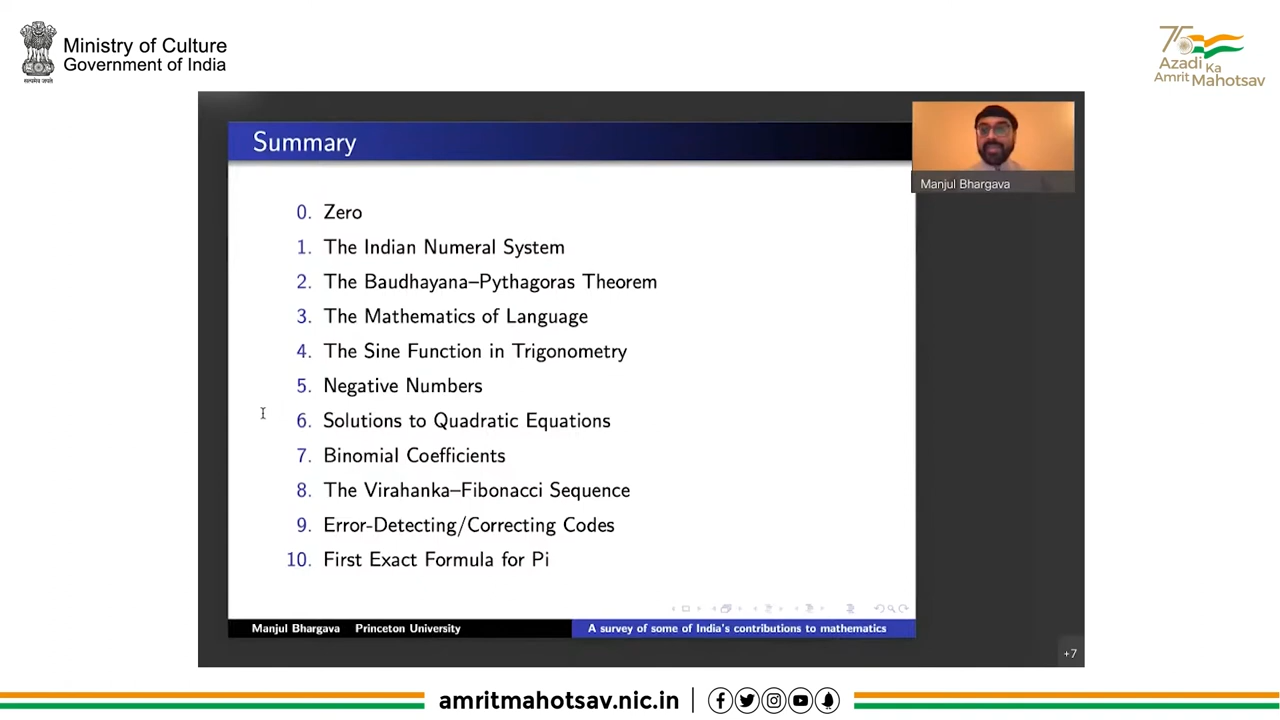 Ministry of Culture
Government of India
75
Azadi
Ka
Amrit Mahotsav
सत्यमेव जयते
Summary
Manjul Bhargava
0. Zero
1. The Indian Numeral System
2. The Baudhayana–Pythagoras Theorem
3. The Mathematics of Language
4. The Sine Function in Trigonometry
5. Negative Numbers
6. Solutions to Quadratic Equations
7. Binomial Coefficients
8. The Virahanka–Fibonacci Sequence
9. Error-Detecting/Correcting Codes
10. First Exact Formula for Pi
Manjul Bhargava Princeton University
A survey of some of India's contributions to mathematics
+7
amritmahotsav.nic.in